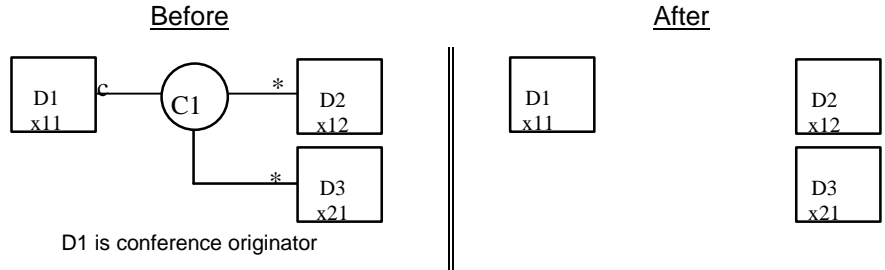 Before
After
D1
x11
c
C1
*
D2
x12
*
D3
x21
D1 is conference originator
D1
x11
D2
x12
D3
x21